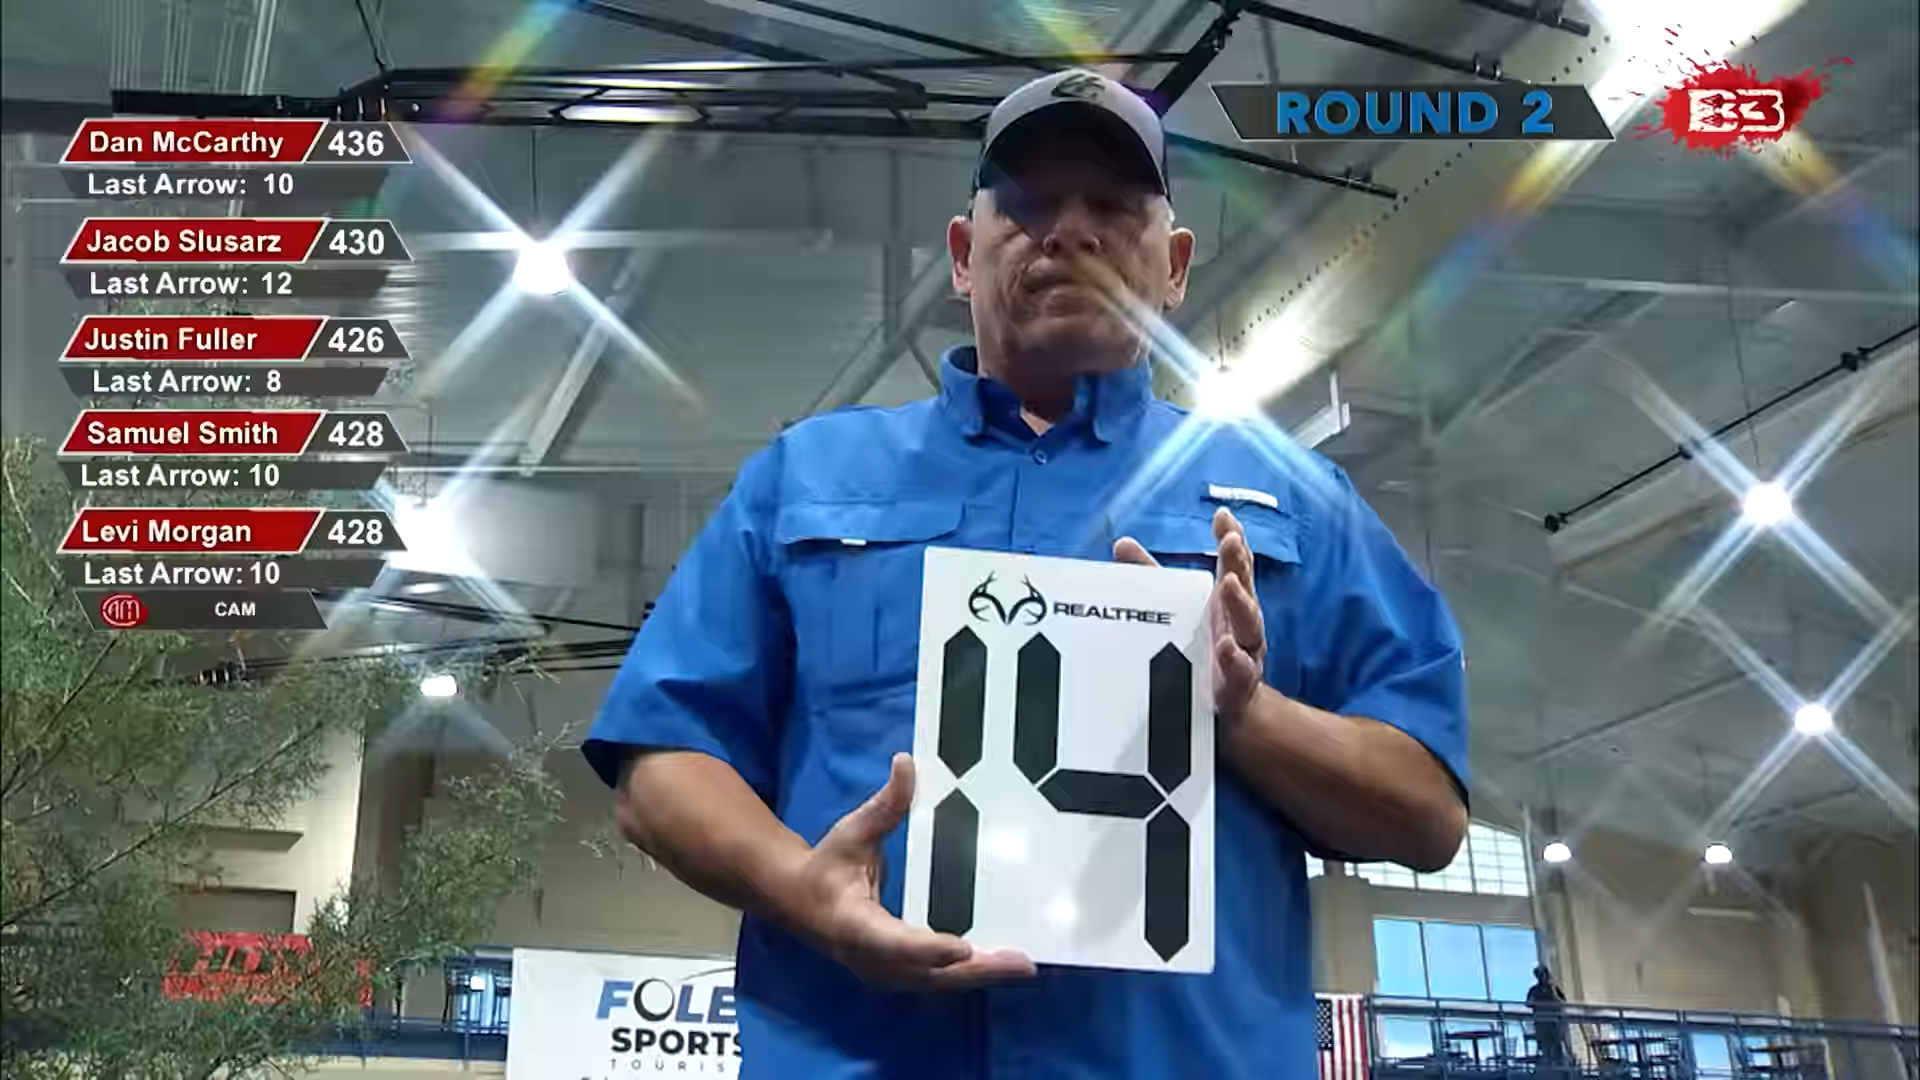 Dan McCarthy 436
Last Arrow: 10
Jacob Slusarz 430
Last Arrow: 12
Justin Fuller 426
Last Arrow: 8
Samuel Smith 428
Last Arrow: 10
Levi Morgan 428
Last Arrow: 10
CAM
ROUND 2
B3
REALTREE
14
FOLE
SPORTS
TOURIS